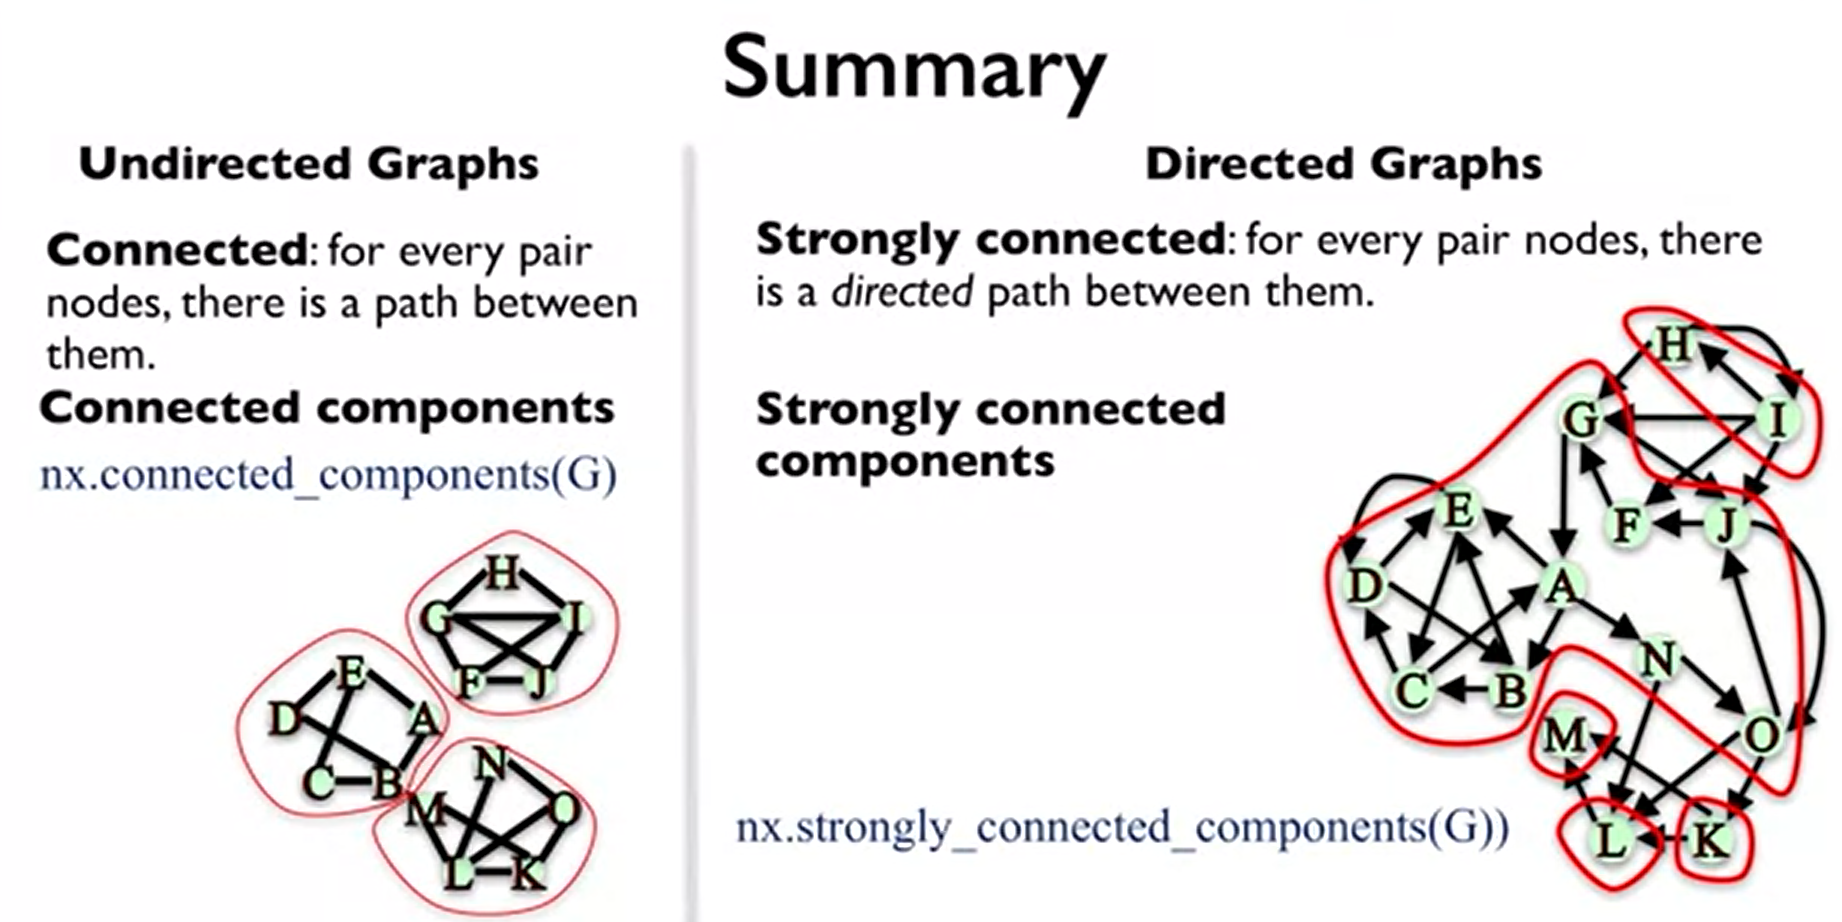 Summary
Undirected Graphs
Connected: for every pair
nodes, there is a path between
them.
Connected components
nx.connected_components(G)
H
G I
F J
E
D A
C B
N
M O
L K
Directed Graphs
Strongly connected: for every pair nodes, there
is a directed path between them.
Strongly connected
components
H
G I
E F J
D A
N
C B
M O
L K
nx.strongly_connected_components(G))